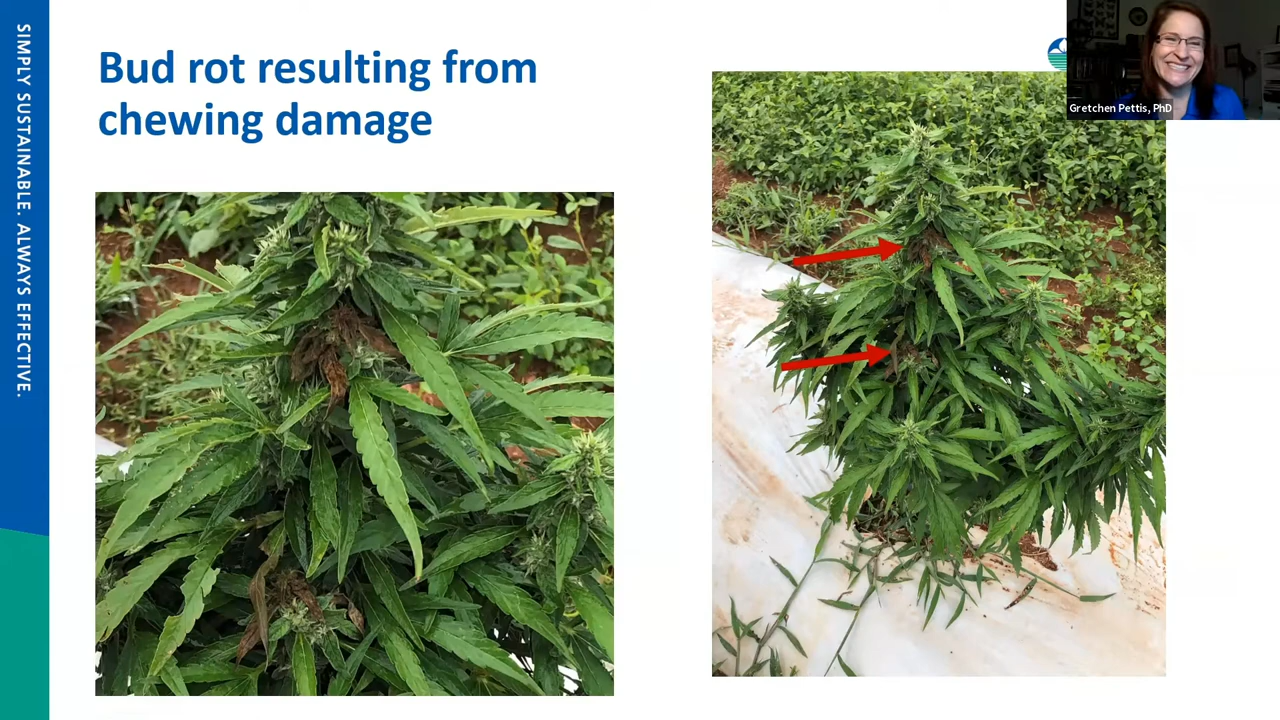 SIMPLY SUSTAINABLE. ALWAYS EFFECTIVE.
Bud rot resulting from
chewing damage
Gretchen Pettis, PhD